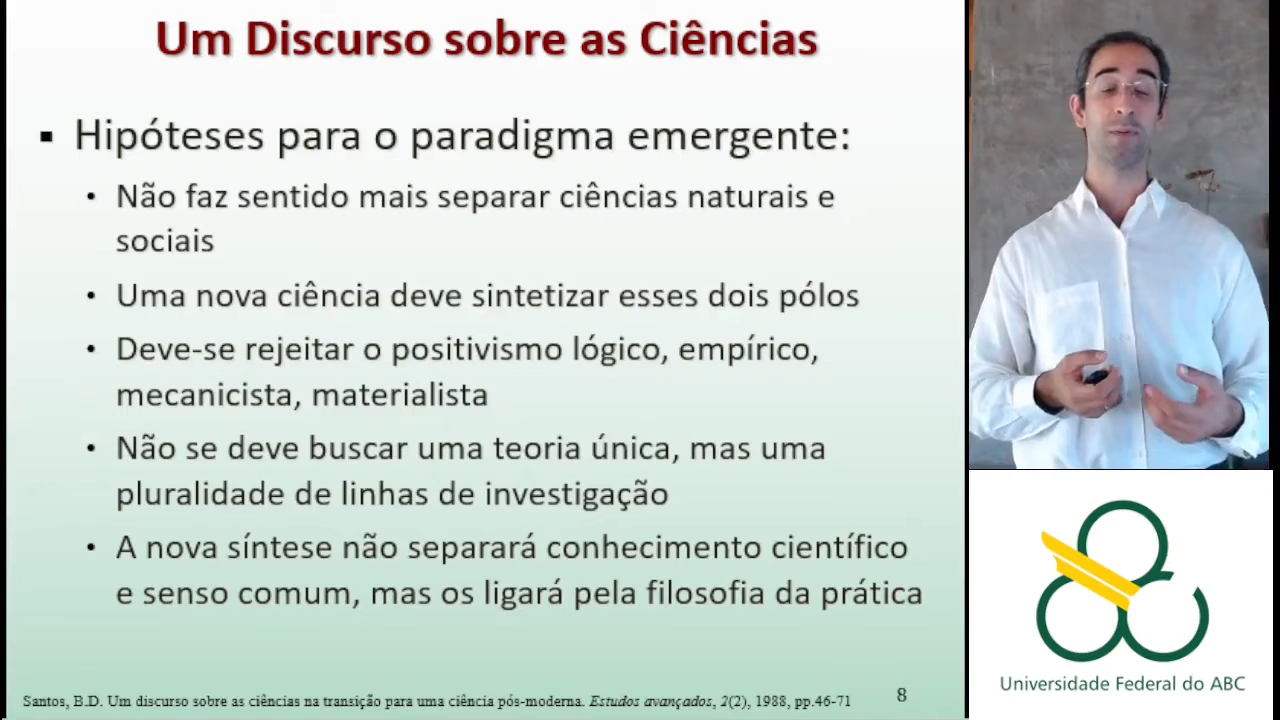 Um Discurso sobre as Ciências
▪ Hipóteses para o paradigma emergente:
• Não faz sentido mais separar ciências naturais e
sociais
• Uma nova ciência deve sintetizar esses dois pólos
• Deve-se rejeitar o positivismo lógico, empírico,
mecanicista, materialista
• Não se deve buscar uma teoria única, mas uma
pluralidade de linhas de investigação
• A nova síntese não separará conhecimento científico
e senso comum, mas os ligará pela filosofia da prática
Santos, B.D. Um discurso sobre as ciências na transição para uma ciência pós-moderna. Estudos avançados, 2(2), 1988, pp.46-71
8
Universidade Federal do ABC